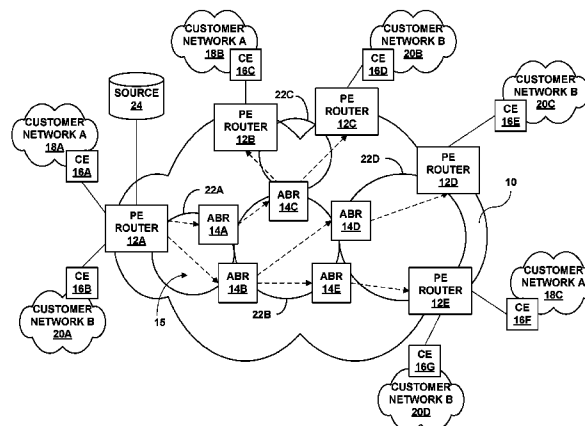 CUSTOMER
NETWORK A
18B
CE
16C
CUSTOMER
NETWORK B
20B
CE
16D
22C
SOURCE
24
PE
ROUTER
12B
PE
ROUTER
12C
CUSTOMER
NETWORK B
20C
CE
16E
CUSTOMER
NETWORK A
18A
CE
16A
22A
22D
PE
ROUTER
12D
10
ABR
14C
PE
ROUTER
12A
ABR
14A
ABR
14D
CE
16B
CUSTOMER
NETWORK B
20A
15
ABR
14B
ABR
14E
22B
PE
ROUTER
12E
CUSTOMER
NETWORK A
18C
CE
16F
CE
16G
CUSTOMER
NETWORK B
20D